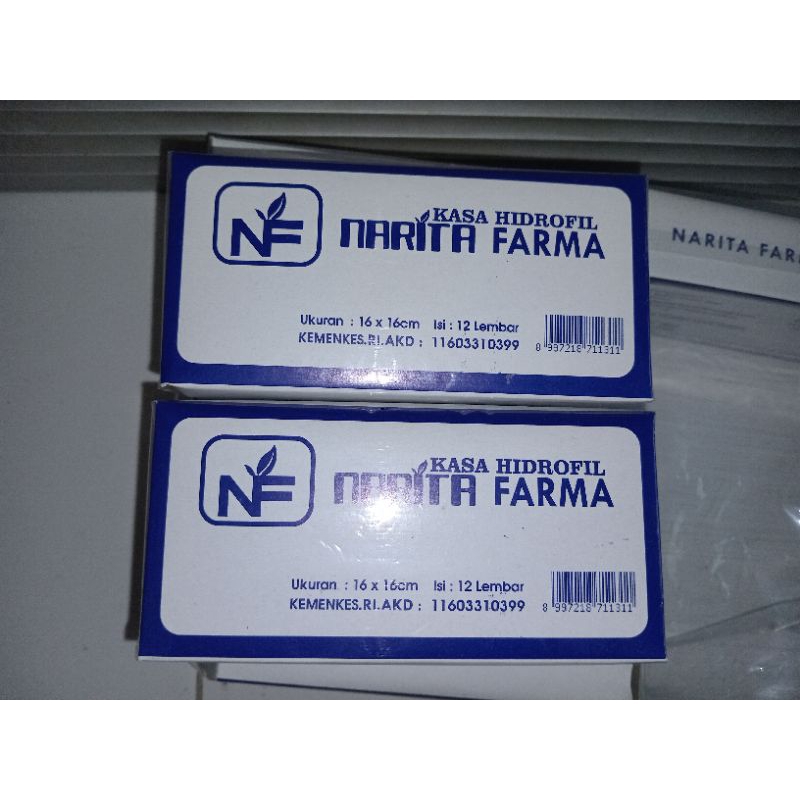 NF
KASA HIDROFIL
NARITA FARMA
Ukuran : 16 x 16cm Isi : 12 Lembar
KEMENKES.RI.AKD : 11603310399
8 997218 711311
NARITA FAR
NF
KASA HIDROFIL
NARITA FARMA
Ukuran : 16 x 16cm Isi : 12 Lembar
KEMENKES.RI.AKD : 11603310399
8 997218 711311